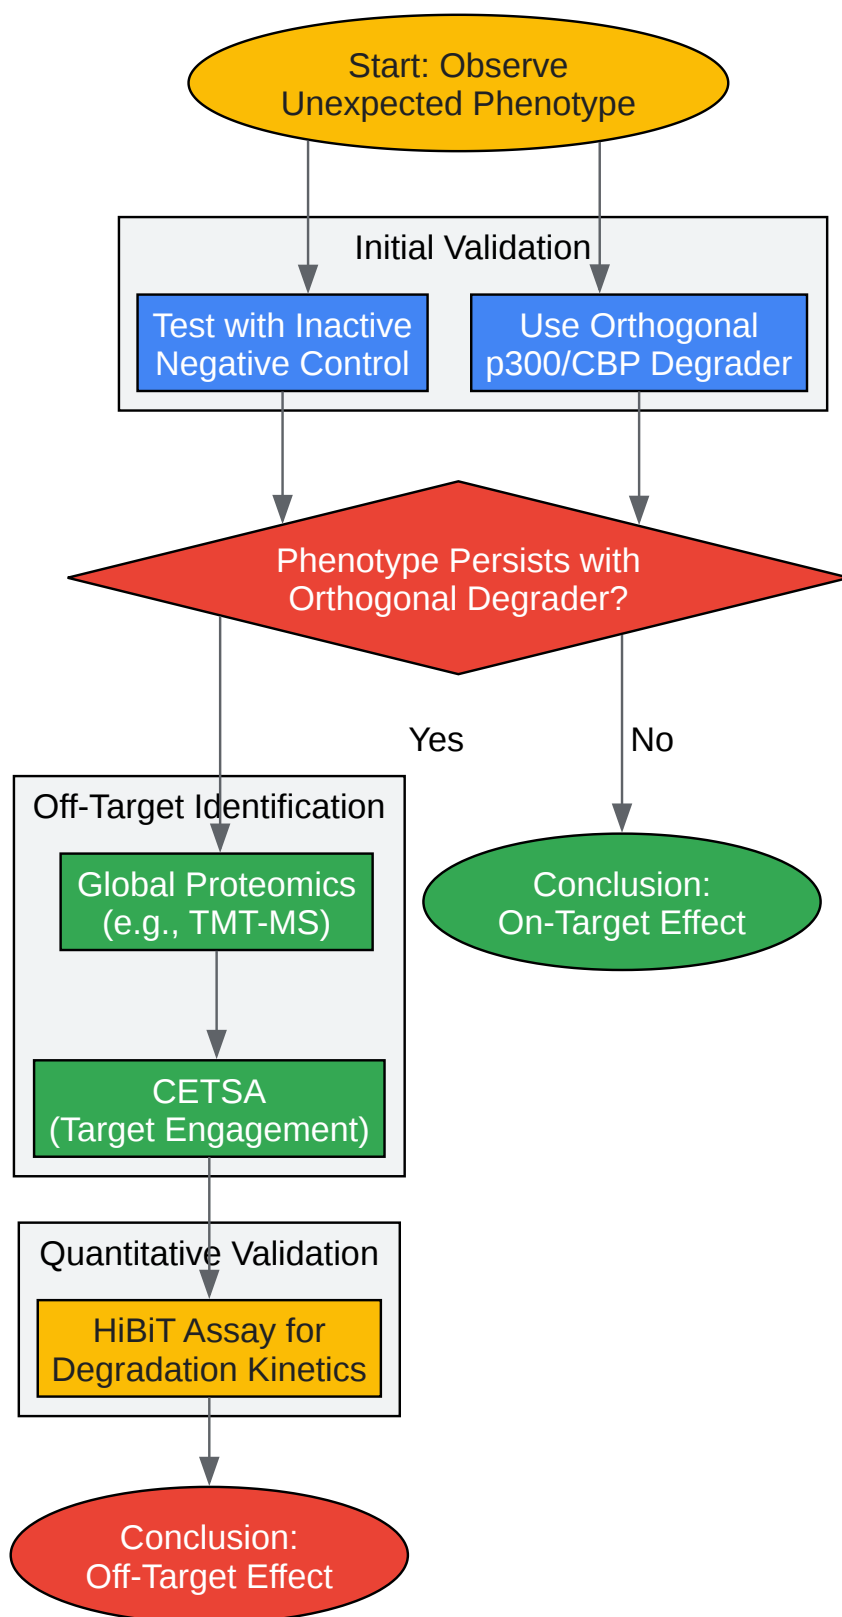 Start: Observe
Unexpected Phenotype
Initial Validation
Test with Inactive
Negative Control
Use Orthogonal
p300/CBP Degrader
Phenotype Persists with
Orthogonal Degrader?
Yes
No
Off-Target Identification
Global Proteomics
(e.g., TMT-MS)
Conclusion:
On-Target Effect
CETSA
(Target Engagement)
Quantitative Validation
HiBiT Assay for
Degradation Kinetics
Conclusion:
Off-Target Effect